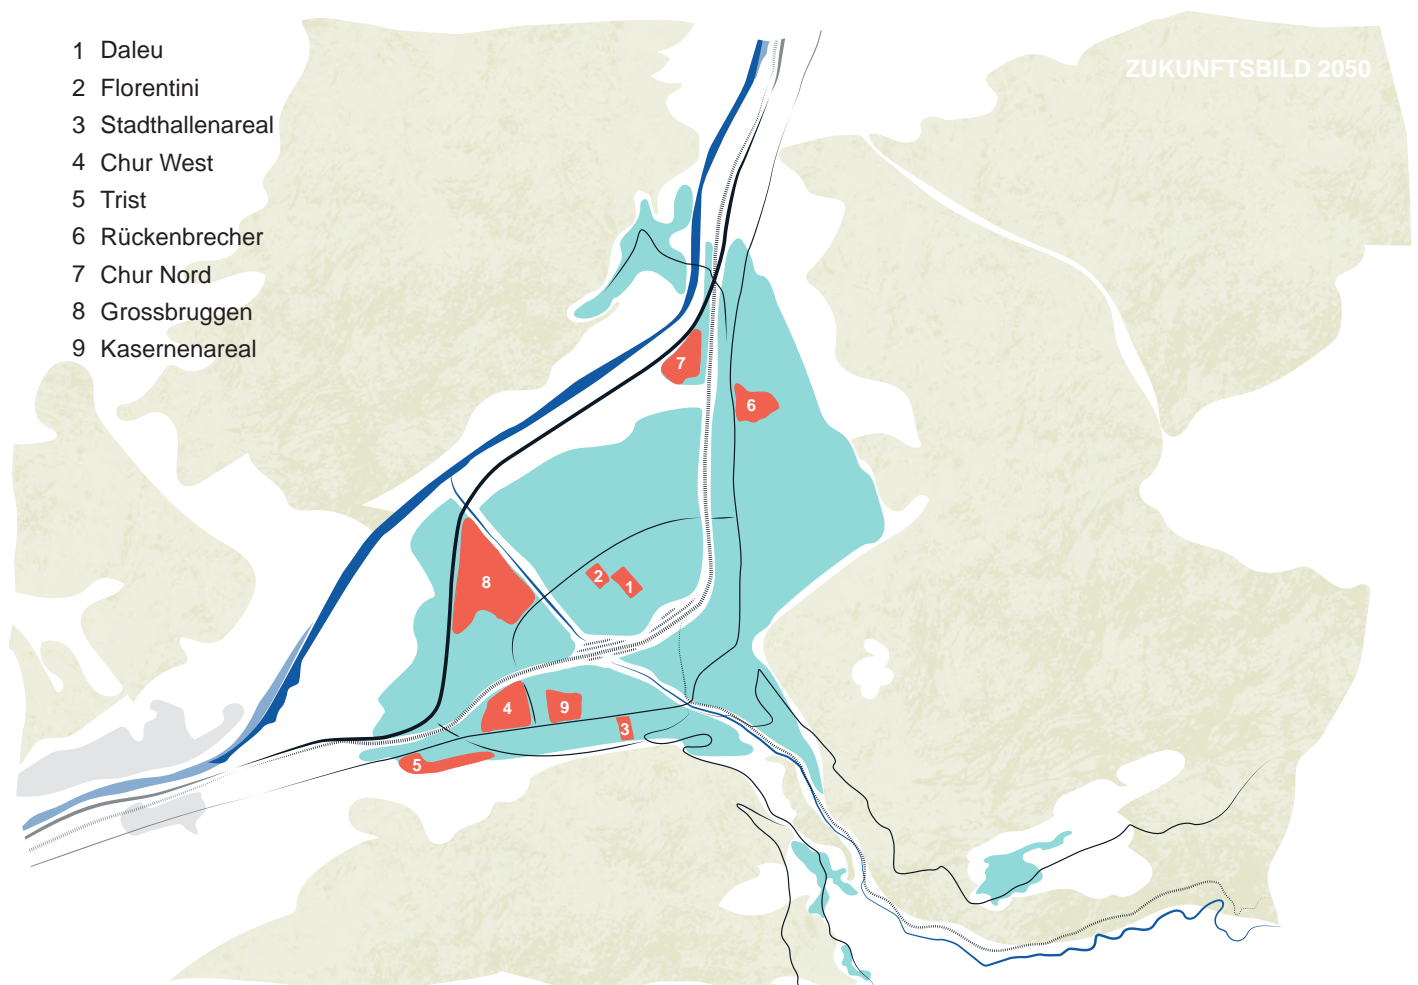 1 Daleu
2 Florentini
3 Stadthallenareal
4 Chur West
5 Trist
6 Rückenbrecher
7 Chur Nord
8 Grossbruggen
9 Kasernenareal
ZUKUNFTSBILD 2050
7
6
8
2
1
4
9
3
5